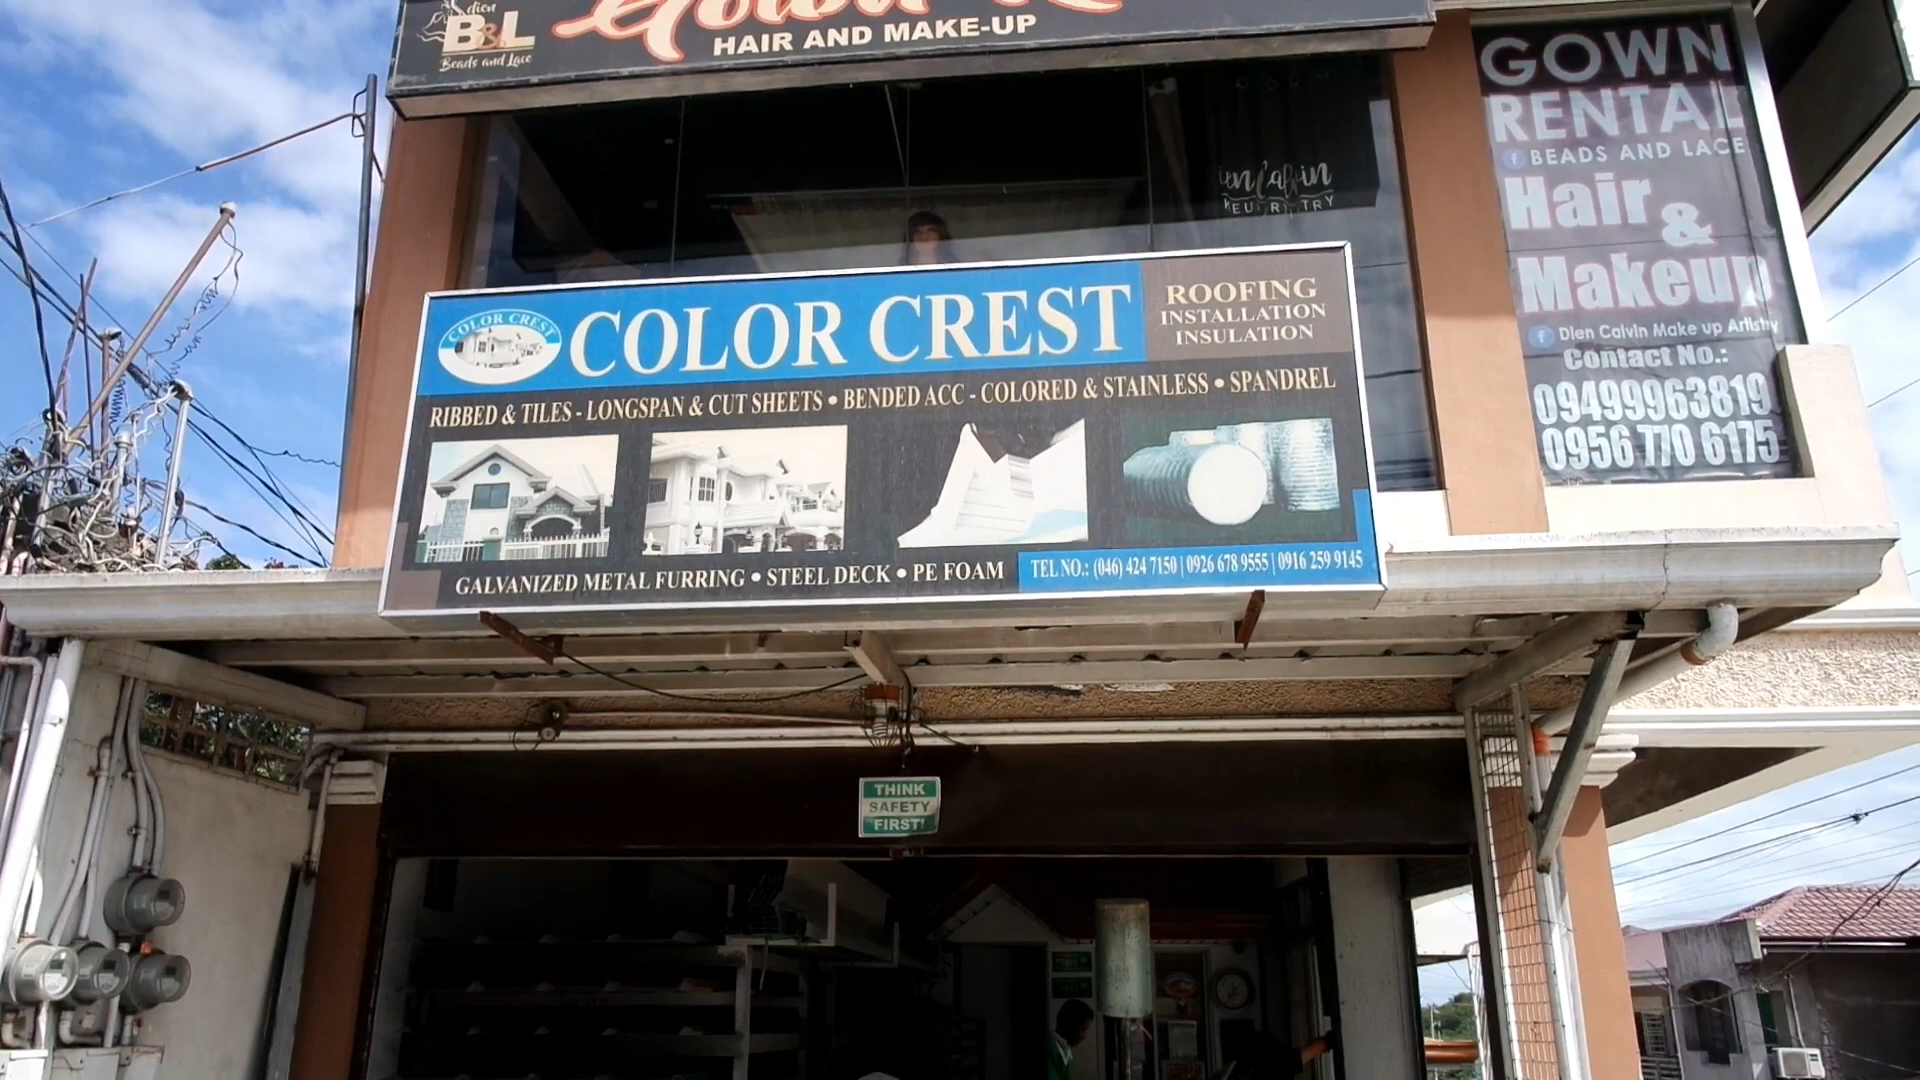 dien
B&L
Beads and Lace
Gown
HAIR AND MAKE-UP
GOWN
RENTAL
BEADS AND LACE
Hair
&
Makeup
Dien Calvin Make up Artistry
Contact No.:
09499963819
0956 770 6175
COLOR CREST
COLOR CREST
ROOFING
INSTALLATION
INSULATION
RIBBED & TILES - LONGSPAN & CUT SHEETS • BENDED ACC - COLORED & STAINLESS • SPANDREL
GALVANIZED METAL FURRING • STEEL DECK • PE FOAM
TEL NO.: (046) 424 7150 | 0926 678 9555 | 0916 259 9145
THINK
SAFETY
FIRST!